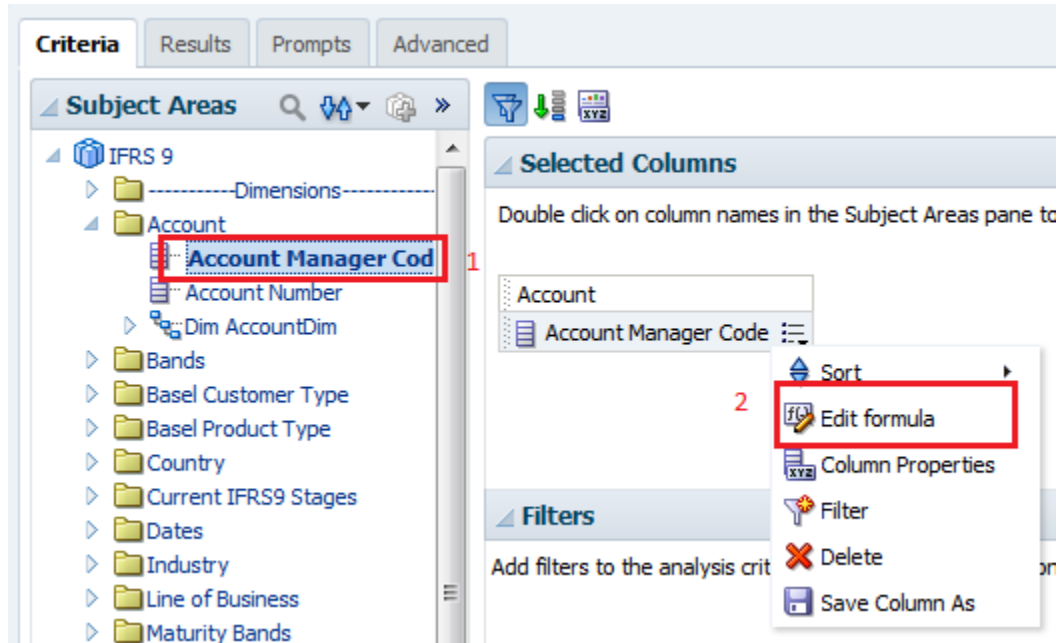 Criteria
Results
Prompts
Advanced
Subject Areas
IFRS 9
-----------Dimensions------------
Account
Account Manager Cod
Account Number
Dim AccountDim
Bands
Basel Customer Type
Basel Product Type
Country
Current IFRS9 Stages
Dates
Industry
Line of Business
Maturity Bands
1
XYZ
Selected Columns
Double click on column names in the Subject Areas pane to
Account
Account Manager Code
2
Sort
Edit formula
Column Properties
Filter
Delete
Save Column As
Filters
Add filters to the analysis crit